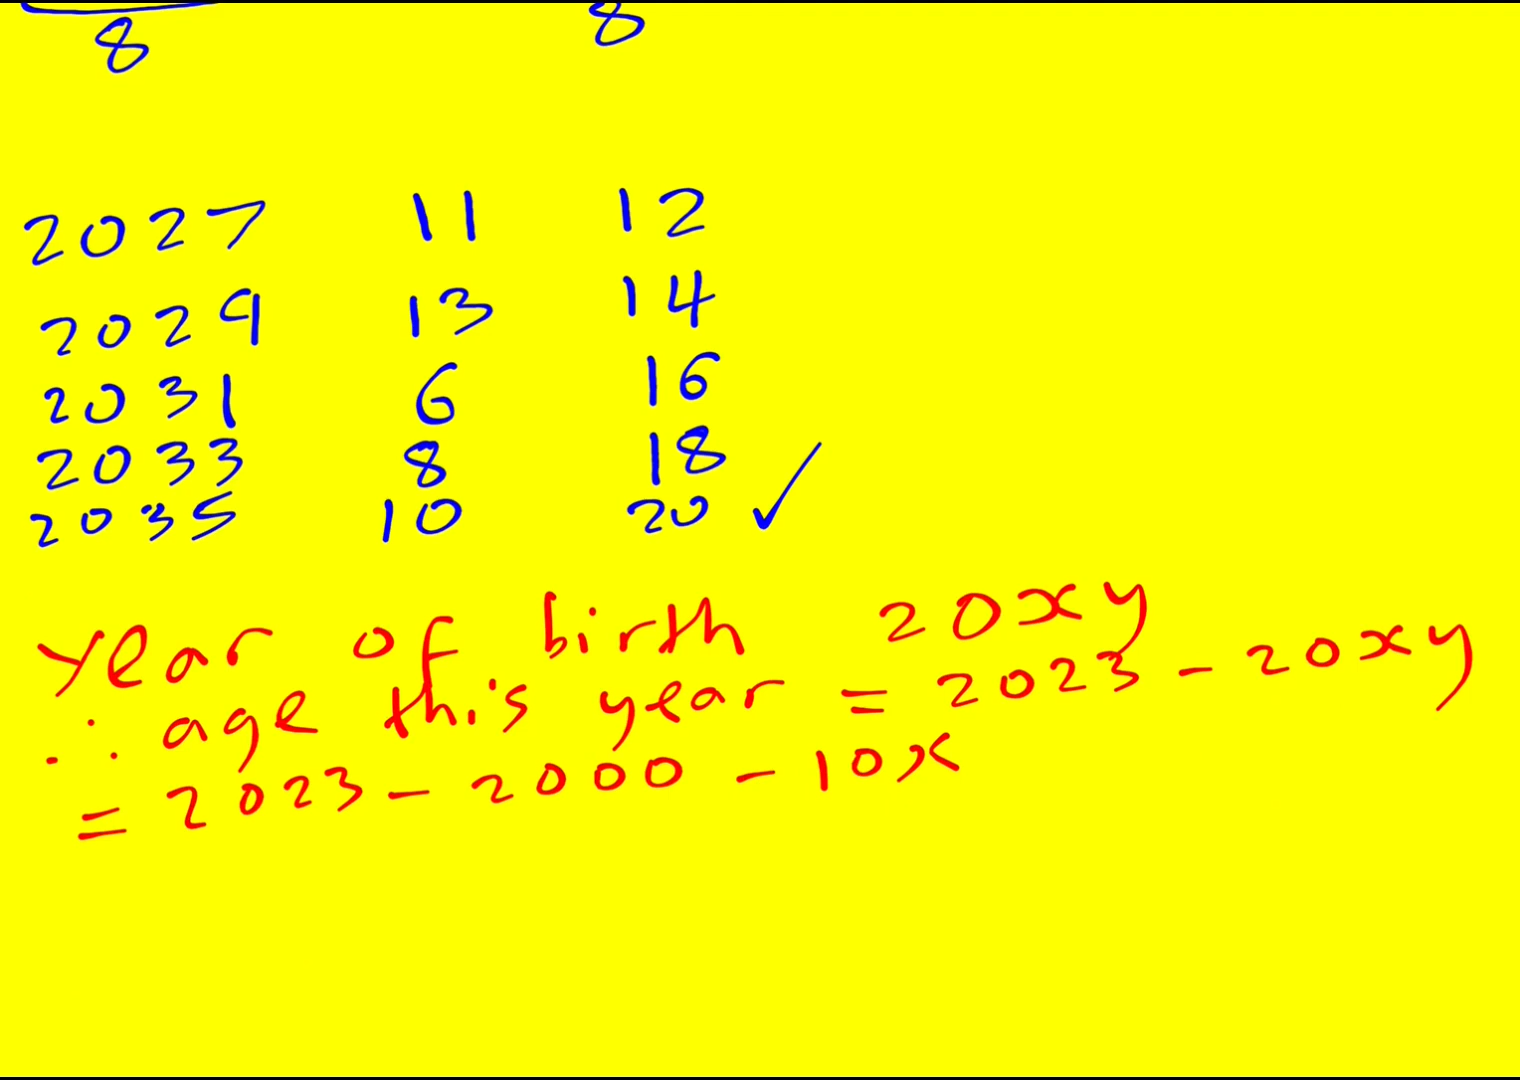 8 8
2027 11 12
2029 13 14
2031 6 16
2033 8 18
2035 10 20 ✓
Year of birth 20xy
∴ age this year = 2023 - 20xy
= 2023 - 2000 - 10x